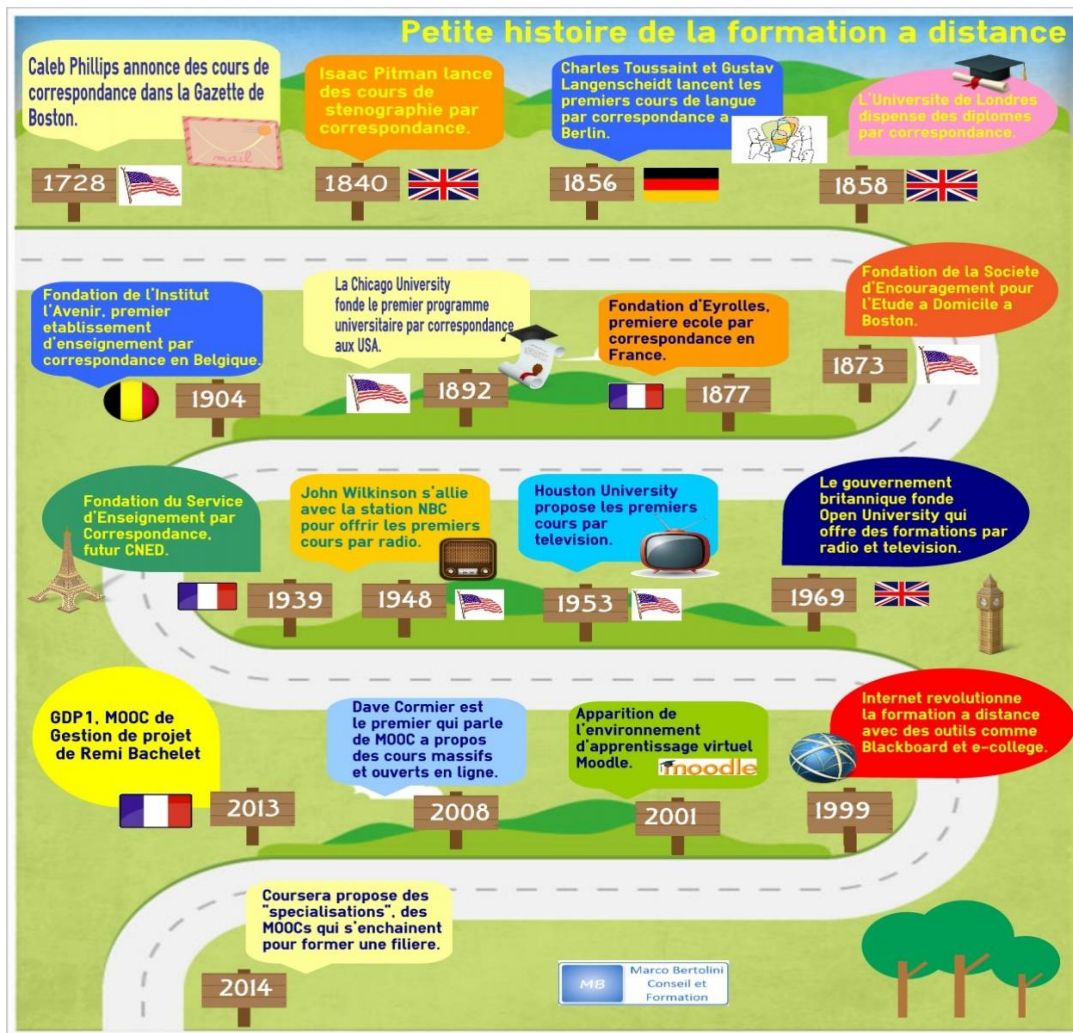 Petite histoire de la formation a distance
Caleb Phillips annonce des cours de
correspondance dans la Gazette de
Boston.
mail
1728
Isaac Pitman lance
des cours de
stenographie par
correspondance.
1840
Charles Toussaint et Gustav
Langenscheidt lancent les
premiers cours de langue
par correspondance a
Berlin.
1856
L'Universite de Londres
dispense des diplomes
par correspondance.
1858
Fondation de la Societe
d'Encouragement pour
l'Etude a Domicile a
Boston.
1873
Fondation d'Eyrolles,
premiere ecole par
correspondance en
France.
1877
La Chicago University
fonde le premier programme
universitaire par correspondance
aux USA.
1892
Fondation de l'Institut
l'Avenir, premier
etablissement
d'enseignement par
correspondance en Belgique.
1904
Fondation du Service
d'Enseignement par
Correspondance,
futur CNED.
1939
John Wilkinson s'allie
avec la station NBC
pour offrir les premiers
cours par radio.
1948
Houston University
propose les premiers
cours par
television.
1953
Le gouvernement
britannique fonde
Open University qui
offre des formations par
radio et television.
1969
Internet revolutionne
la formation a distance
avec des outils comme
Blackboard et e-college.
1999
Apparition de
l'environnement
d'apprentissage virtuel
Moodle.
moodle
2001
Dave Cormier est
le premier qui parle
de MOOC a propos
des cours massifs
et ouverts en ligne.
2008
GDP1, MOOC de
Gestion de projet
de Remi Bachelet
2013
Coursera propose des
"specialisations", des
MOOCs qui s'enchainent
pour former une filiere.
2014
MB
Marco Bertolini
Conseil et
Formation